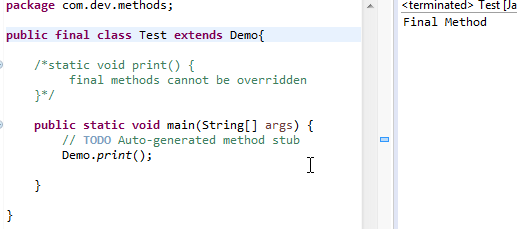 package com.dev.methods;
public final class Test extends Demo{
/*static void print() {
final methods cannot be overridden
}*/
public static void main(String[] args) {
// TODO Auto-generated method stub
Demo.print();
}
}
<terminated> Test [Ja
Final Method